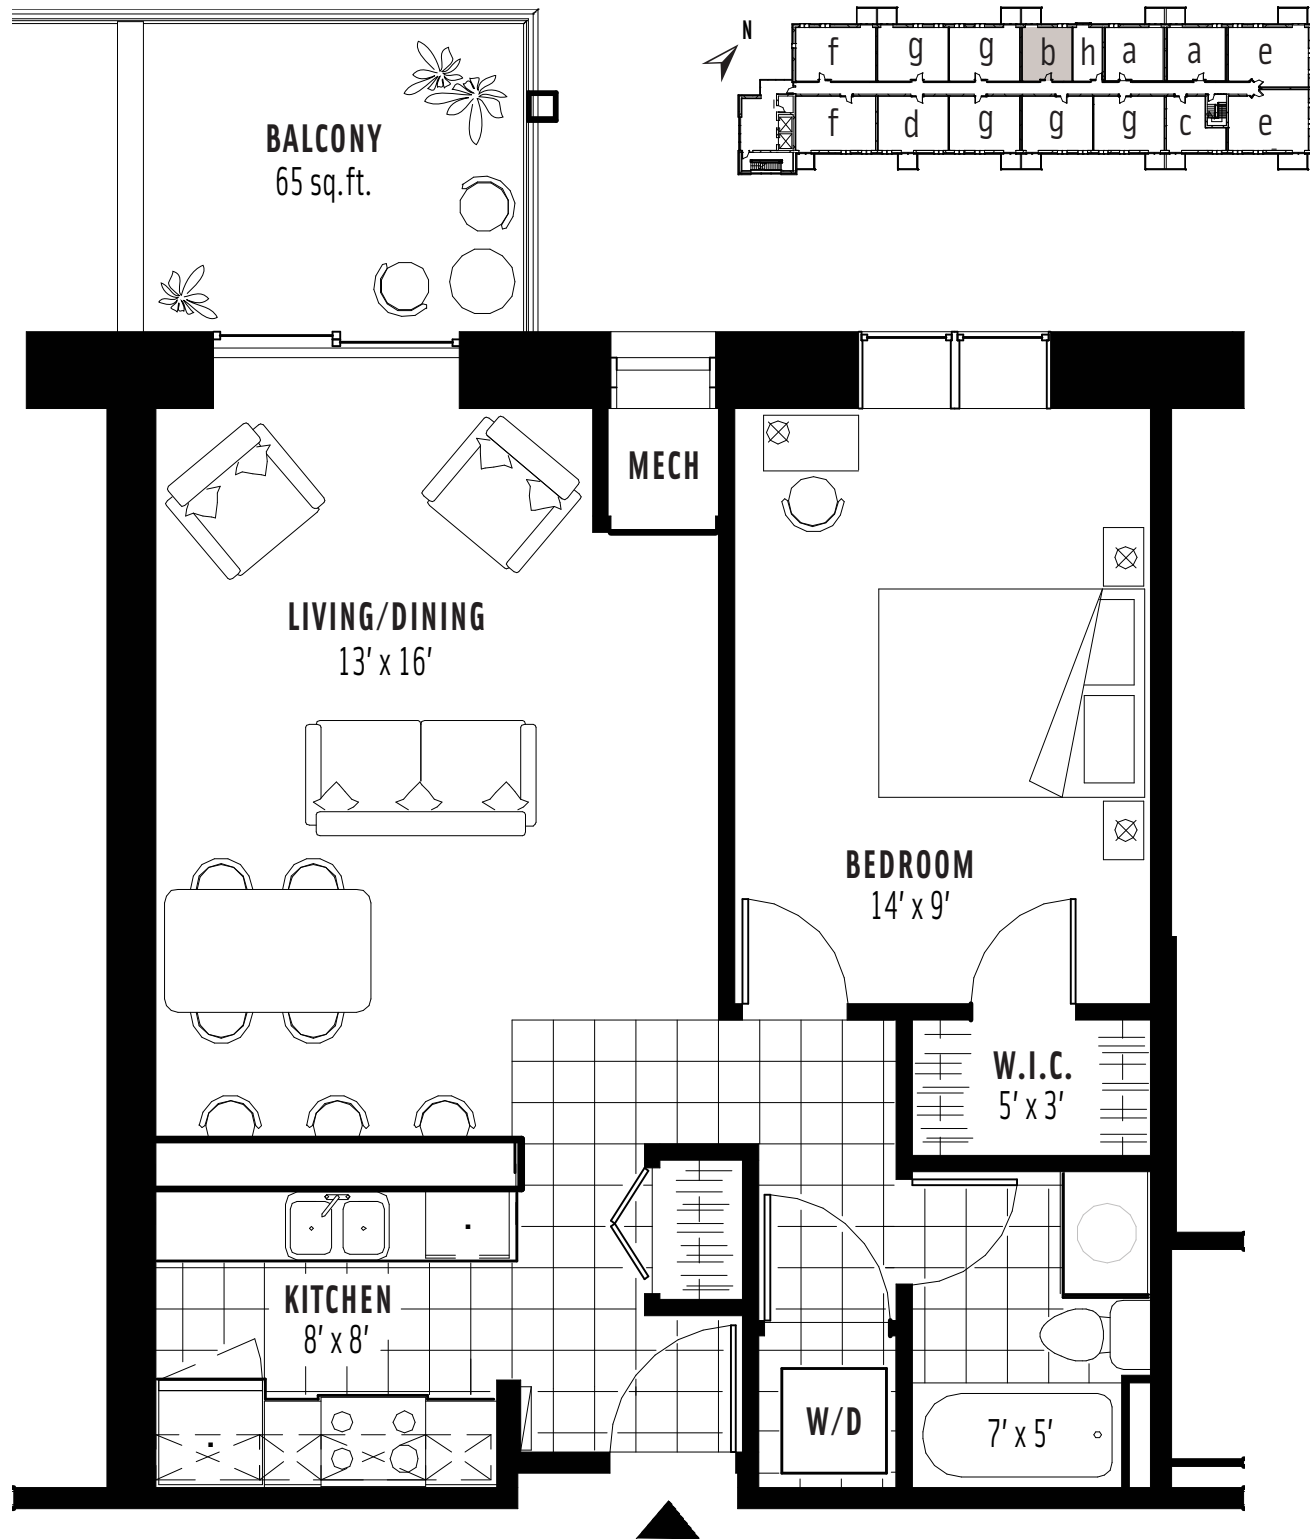 N
f g g b h a a e
f d g g g c e
BALCONY
65 sq.ft.
MECH
LIVING/DINING
13' x 16'
BEDROOM
14' x 9'
W.I.C.
5' x 3'
KITCHEN
8' x 8'
W/D
7' x 5'